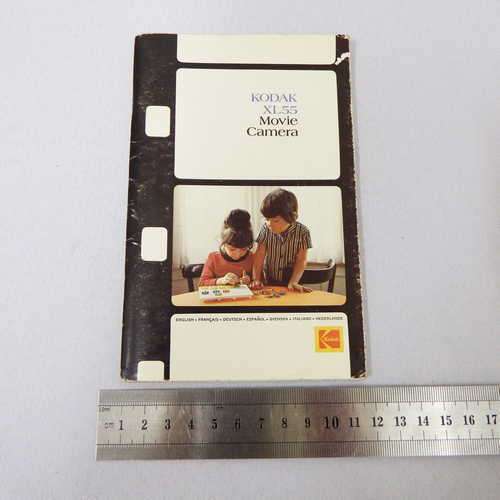 KODAK
XL55
Movie
Camera
ENGLISH • FRANÇAIS • DEUTSCH • ESPAÑOL • SVENSKA • ITALIANO • NEDERLANDS
Kodak
cm 1 2 3 4 5 6 7 8 9 10 11 12 13 14 15 16 17